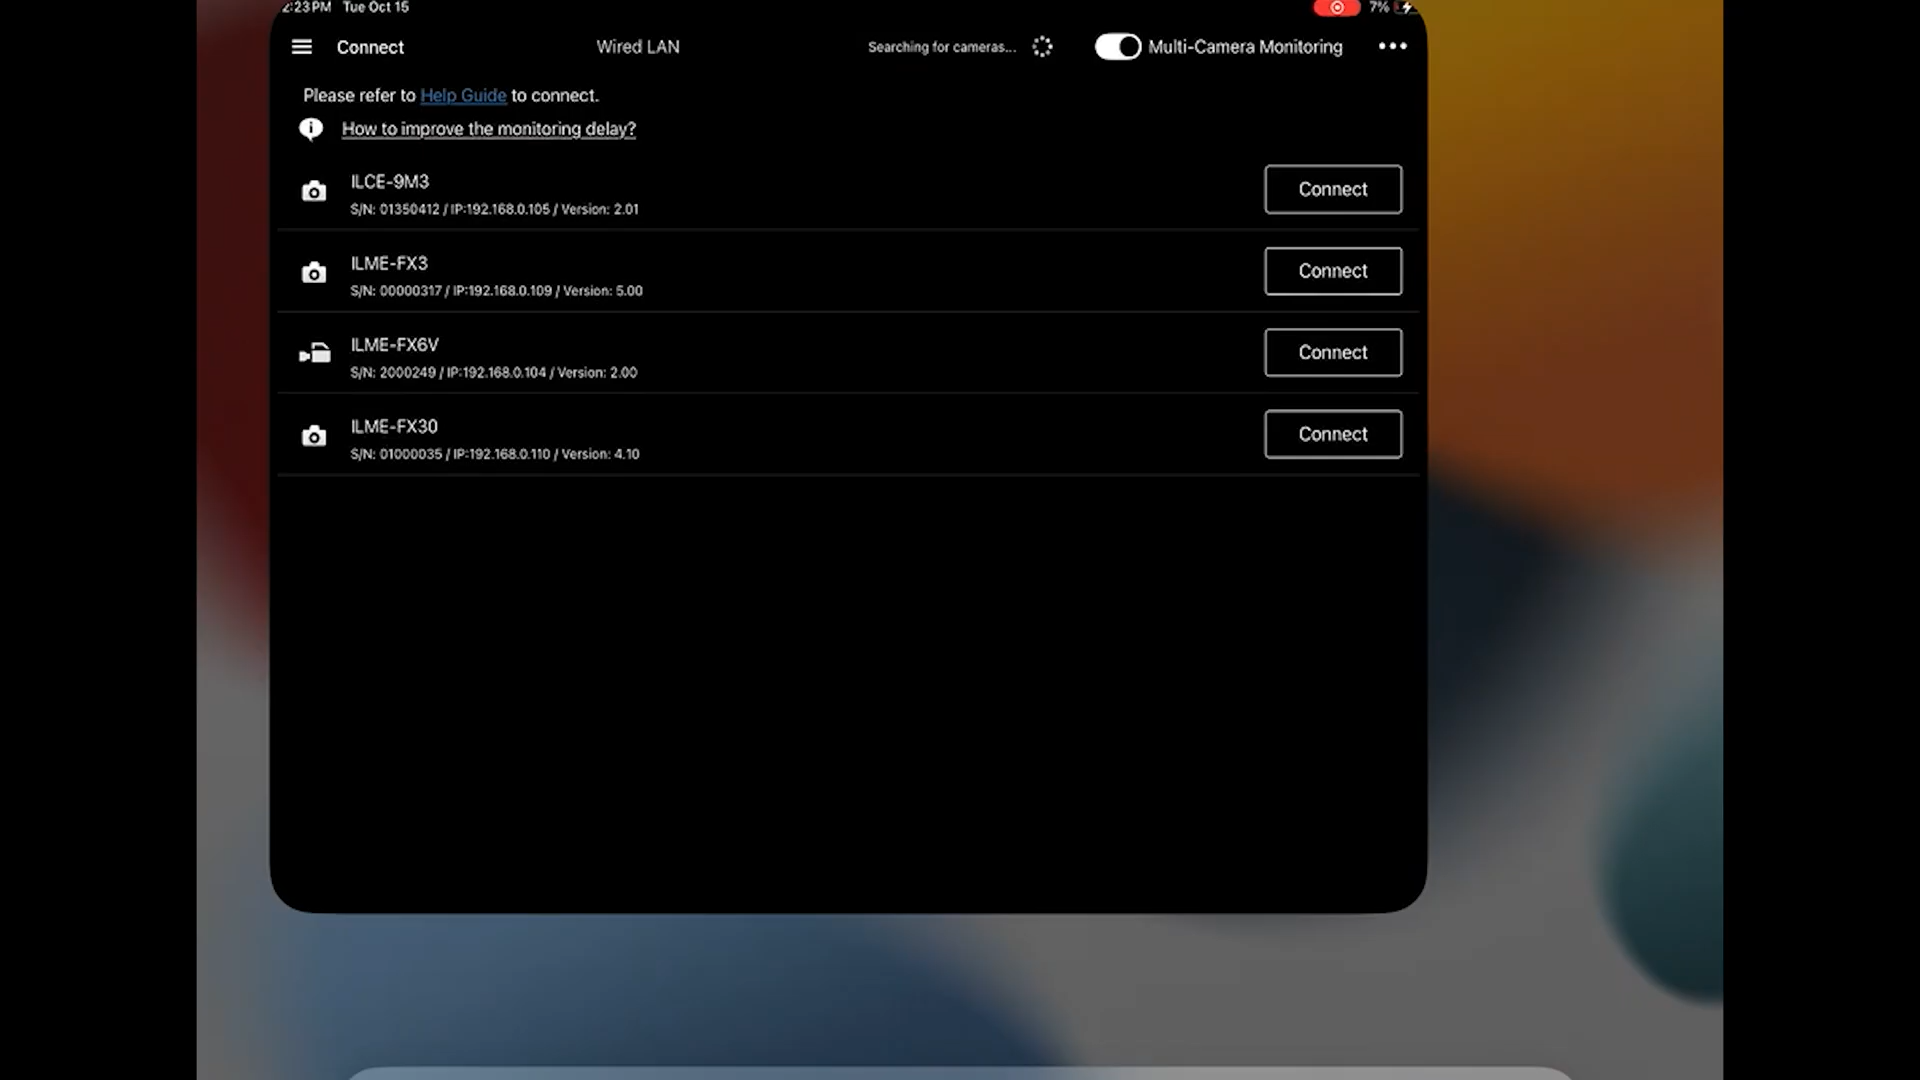 2:23 PM Tue Oct 15 7%
Connect Wired LAN Searching for cameras... Multi-Camera Monitoring
Please refer to Help Guide to connect.
How to improve the monitoring delay?
ILCE-9M3
S/N: 01350412 / IP:192.168.0.105 / Version: 2.01
Connect
ILME-FX3
S/N: 00000317 / IP:192.168.0.109 / Version: 5.00
Connect
ILME-FX6V
S/N: 2000249 / IP:192.168.0.104 / Version: 2.00
Connect
ILME-FX30
S/N: 01000035 / IP:192.168.0.110 / Version: 4.10
Connect